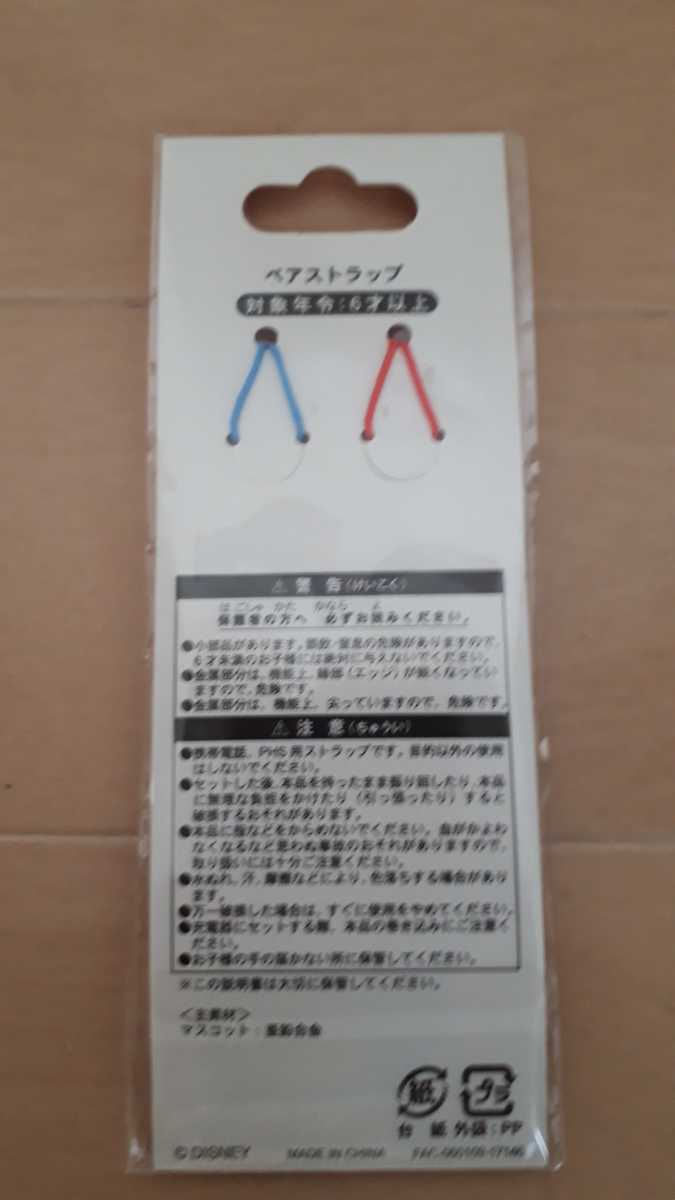 ペアストラップ
対象年令：6才以上
⚠ 警 告（けいこく）
ほごしゃ かた かなら よ
保護者の方へ 必ずお読みください。
●小部品があります。誤飲・窒息の危険がありますので、
6才未満のお子様には絶対に与えないでください。
●金属部分は、機能上、縁部（エッジ）が鋭くなってい
ますので、危険です。
●金属部分は、機能上、尖っていますので、危険です。
⚠ 注 意（ちゅうい）
●携帯電話、PHS用ストラップです。目的以外の使用
はしないでください。
●セットした後、本品を持ったまま振り回したり、本品
に無理な負担をかけたり（引っ張ったり）すると
破損するおそれがあります。
●本品に指などをからめないでください。血がかよわ
なくなるなど思わぬ事故のおそれがありますので、
取り扱いには十分ご注意ください。
●水ぬれ、汗、摩擦などにより、色落ちする場合があり
ます。
●万一破損した場合は、すぐに使用をやめてください。
●充電器にセットする際、本品の巻き込みにご注意く
ださい。
●お子様の手の届かない所に保管してください。
※この説明書は大切に保管してください。
＜主素材＞
マスコット：亜鉛合金
紙 プラ
台 紙 外袋：PP
© DISNEY MADE IN CHINA